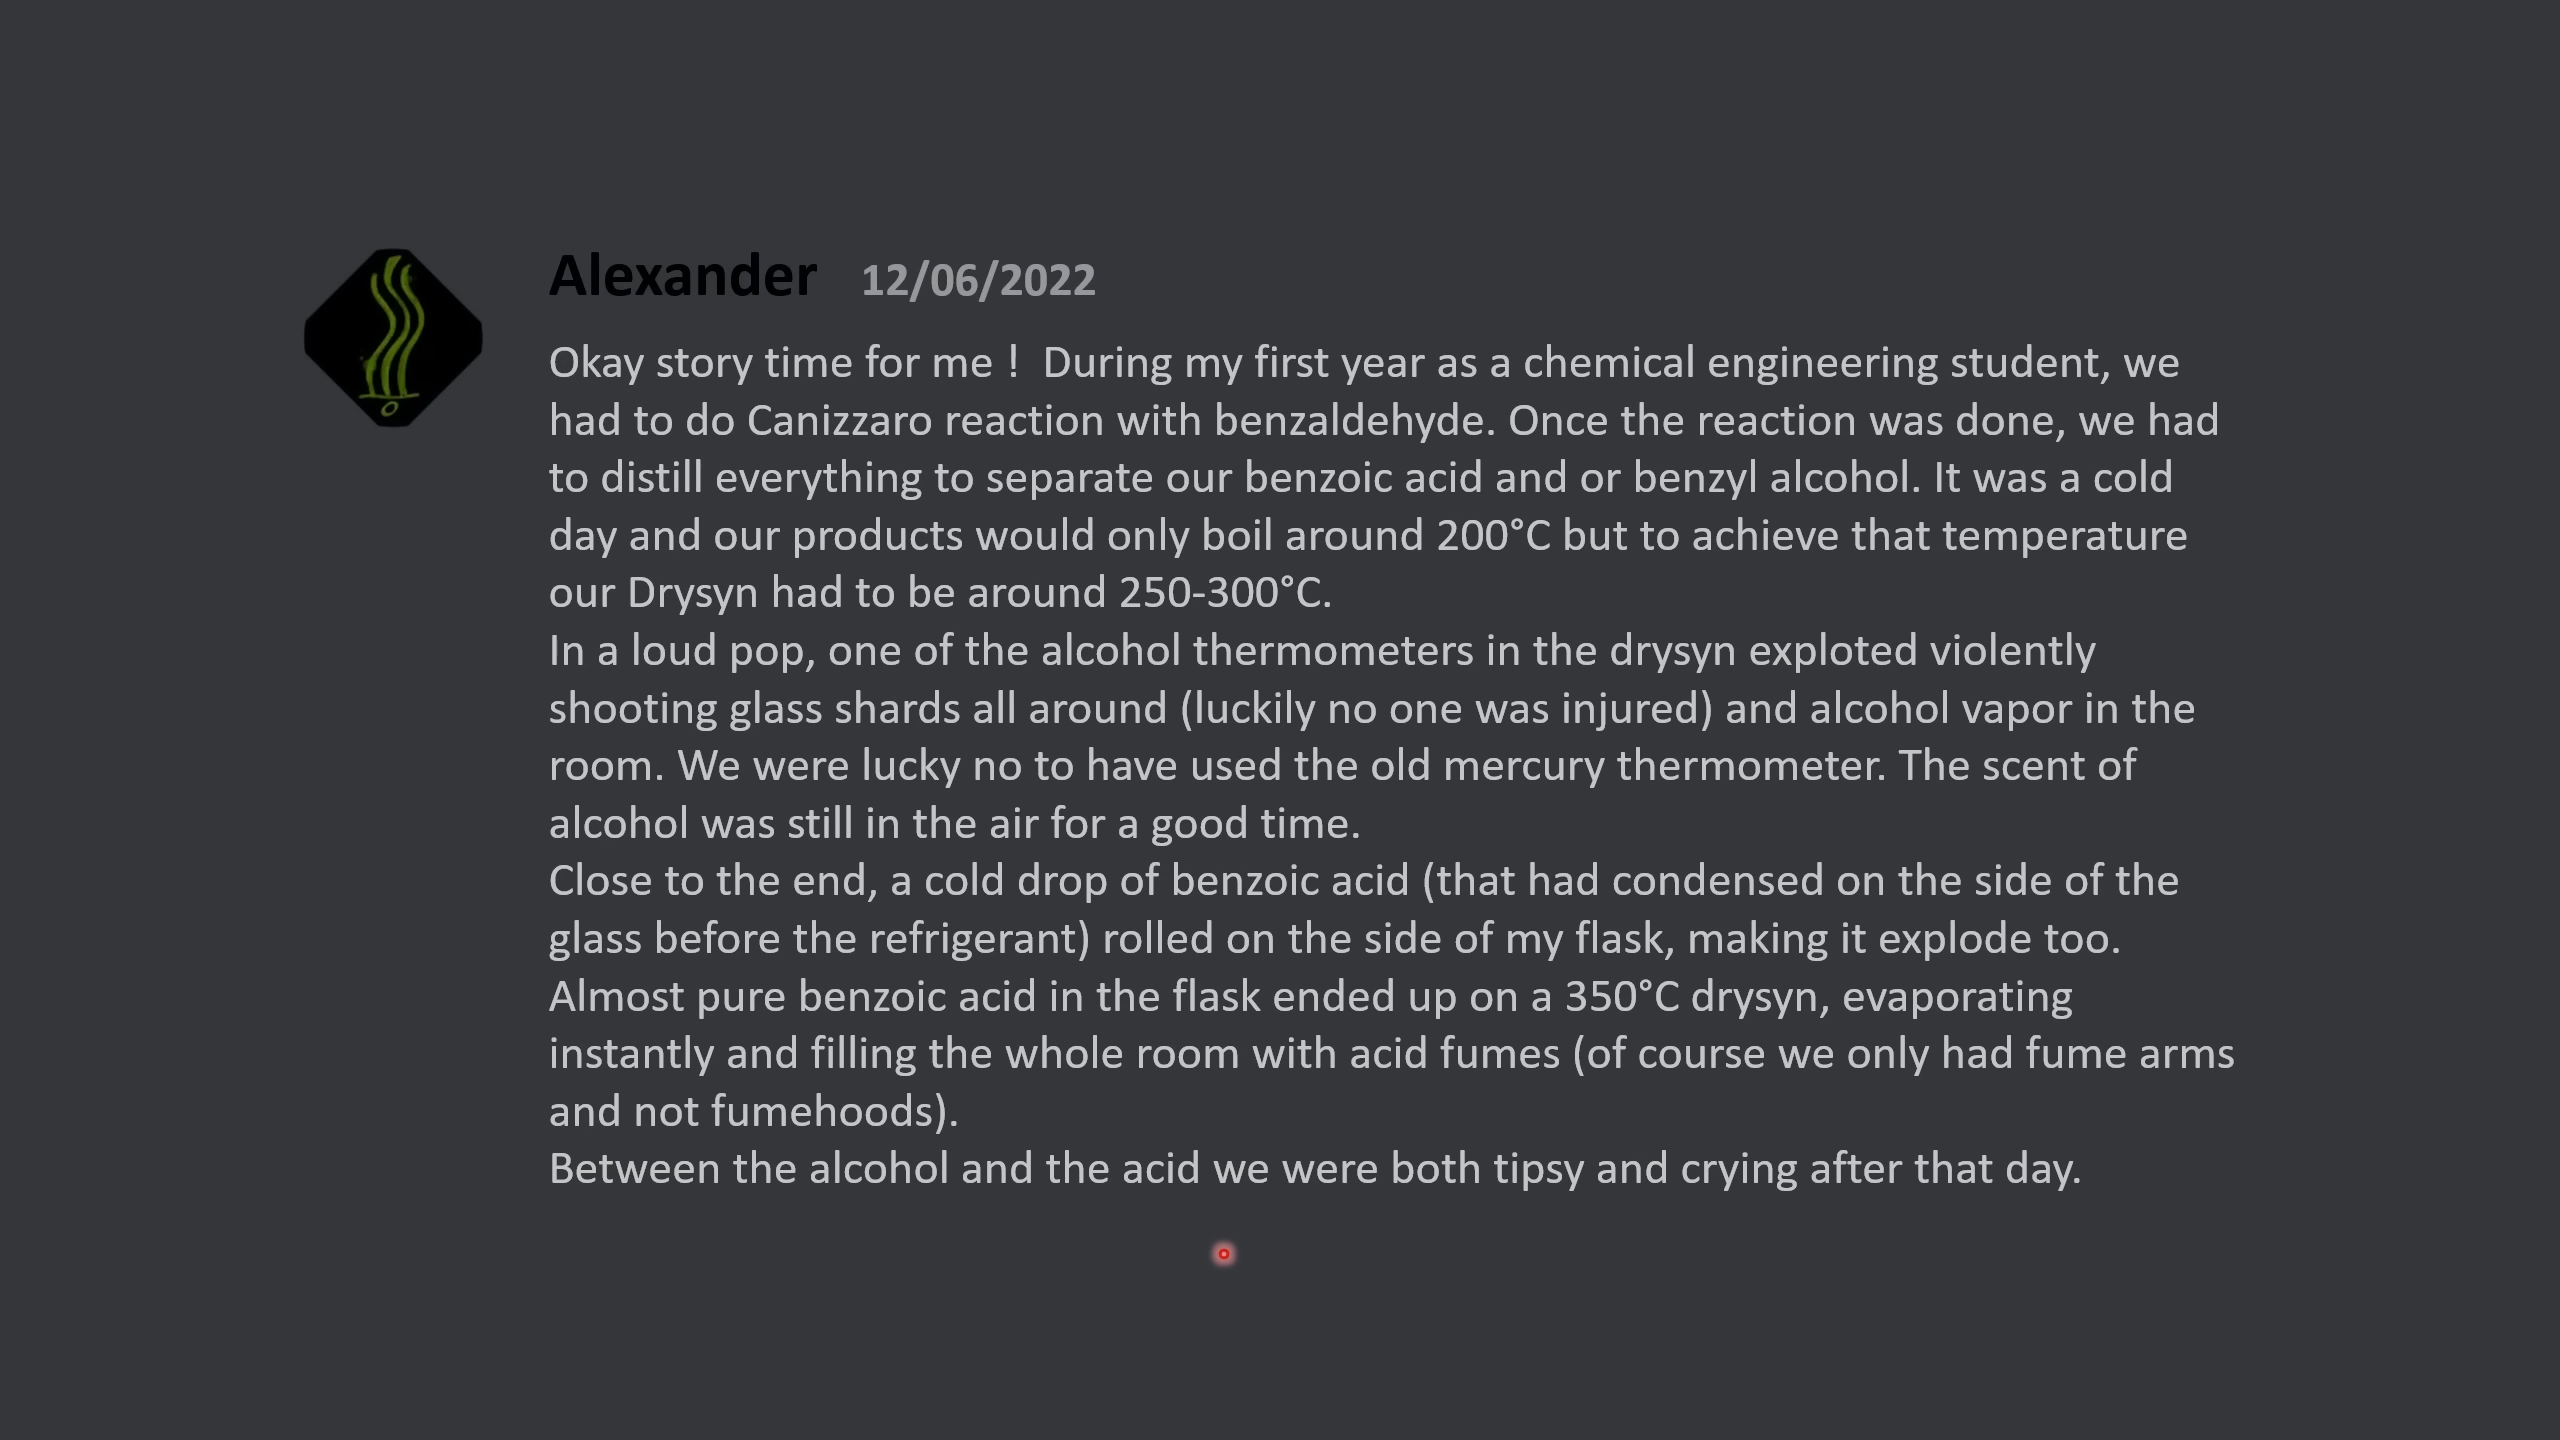 Alexander 12/06/2022
Okay story time for me !  During my first year as a chemical engineering student, we
had to do Canizzaro reaction with benzaldehyde. Once the reaction was done, we had
to distill everything to separate our benzoic acid and or benzyl alcohol. It was a cold
day and our products would only boil around 200°C but to achieve that temperature
our Drysyn had to be around 250-300°C.
In a loud pop, one of the alcohol thermometers in the drysyn exploted violently
shooting glass shards all around (luckily no one was injured) and alcohol vapor in the
room. We were lucky no to have used the old mercury thermometer. The scent of
alcohol was still in the air for a good time.
Close to the end, a cold drop of benzoic acid (that had condensed on the side of the
glass before the refrigerant) rolled on the side of my flask, making it explode too.
Almost pure benzoic acid in the flask ended up on a 350°C drysyn, evaporating
instantly and filling the whole room with acid fumes (of course we only had fume arms
and not fumehoods).
Between the alcohol and the acid we were both tipsy and crying after that day.